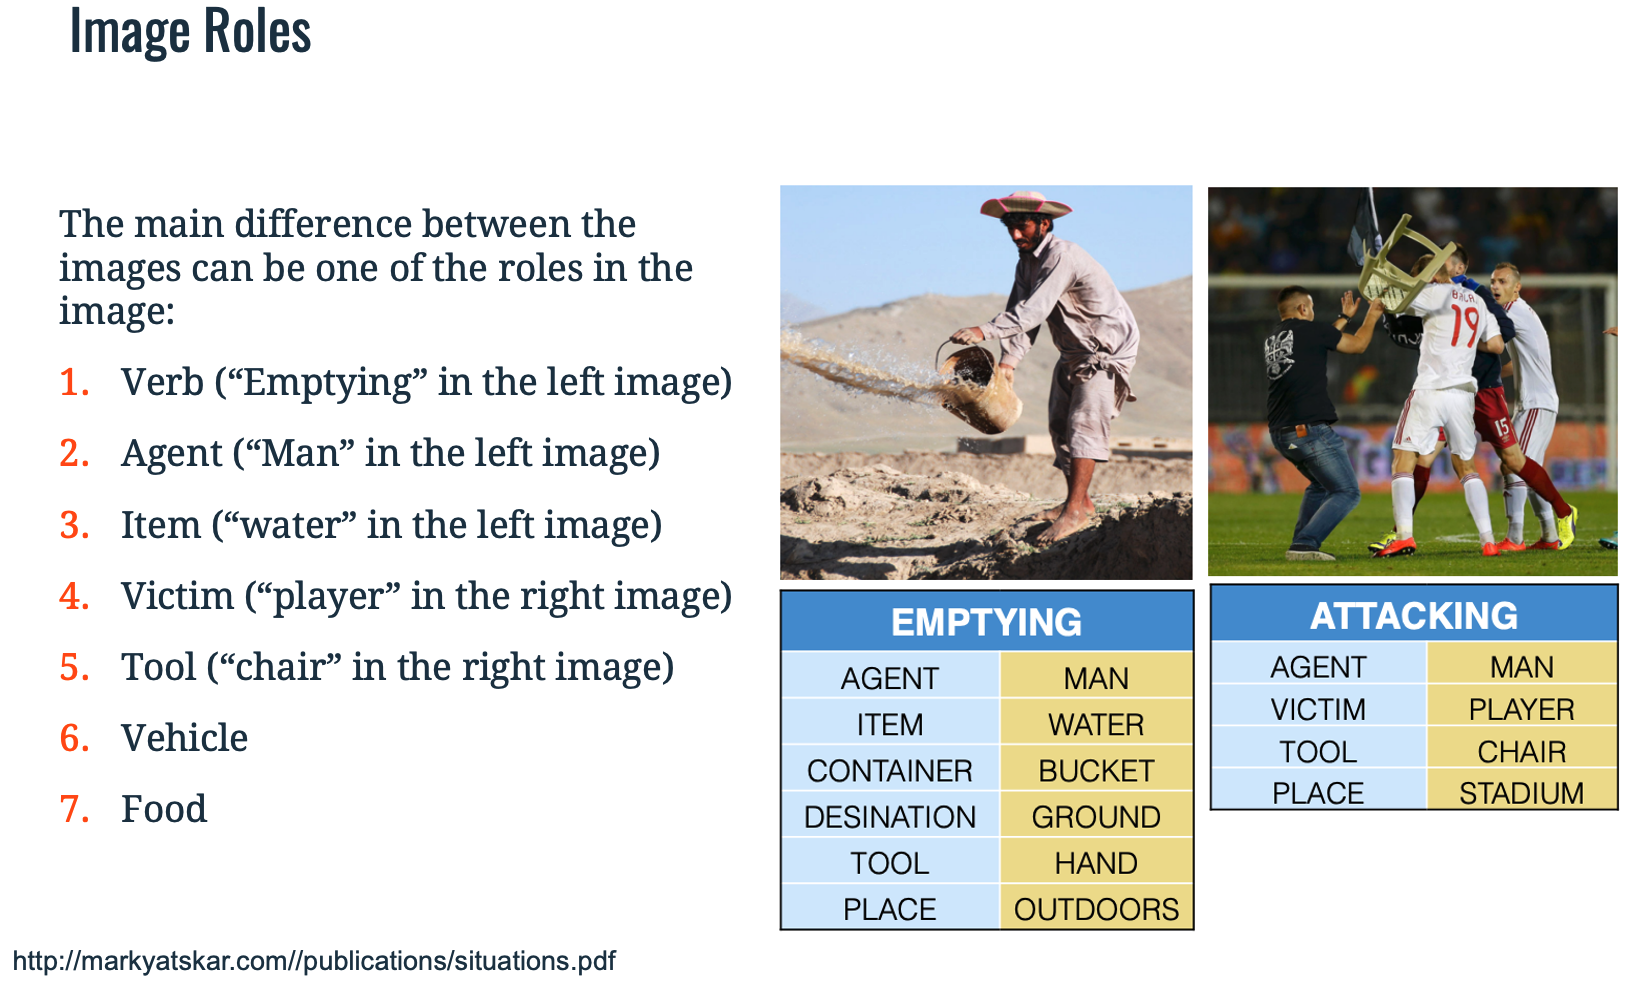 Image Roles
The main difference between the
images can be one of the roles in the
image:
1. Verb (“Emptying” in the left image)
2. Agent (“Man” in the left image)
3. Item (“water” in the left image)
4. Victim (“player” in the right image)
5. Tool (“chair” in the right image)
6. Vehicle
7. Food
http://markyatskar.com//publications/situations.pdf
19
15
EMPTYING
AGENT MAN
ITEM WATER
CONTAINER BUCKET
DESINATION GROUND
TOOL HAND
PLACE OUTDOORS
ATTACKING
AGENT MAN
VICTIM PLAYER
TOOL CHAIR
PLACE STADIUM